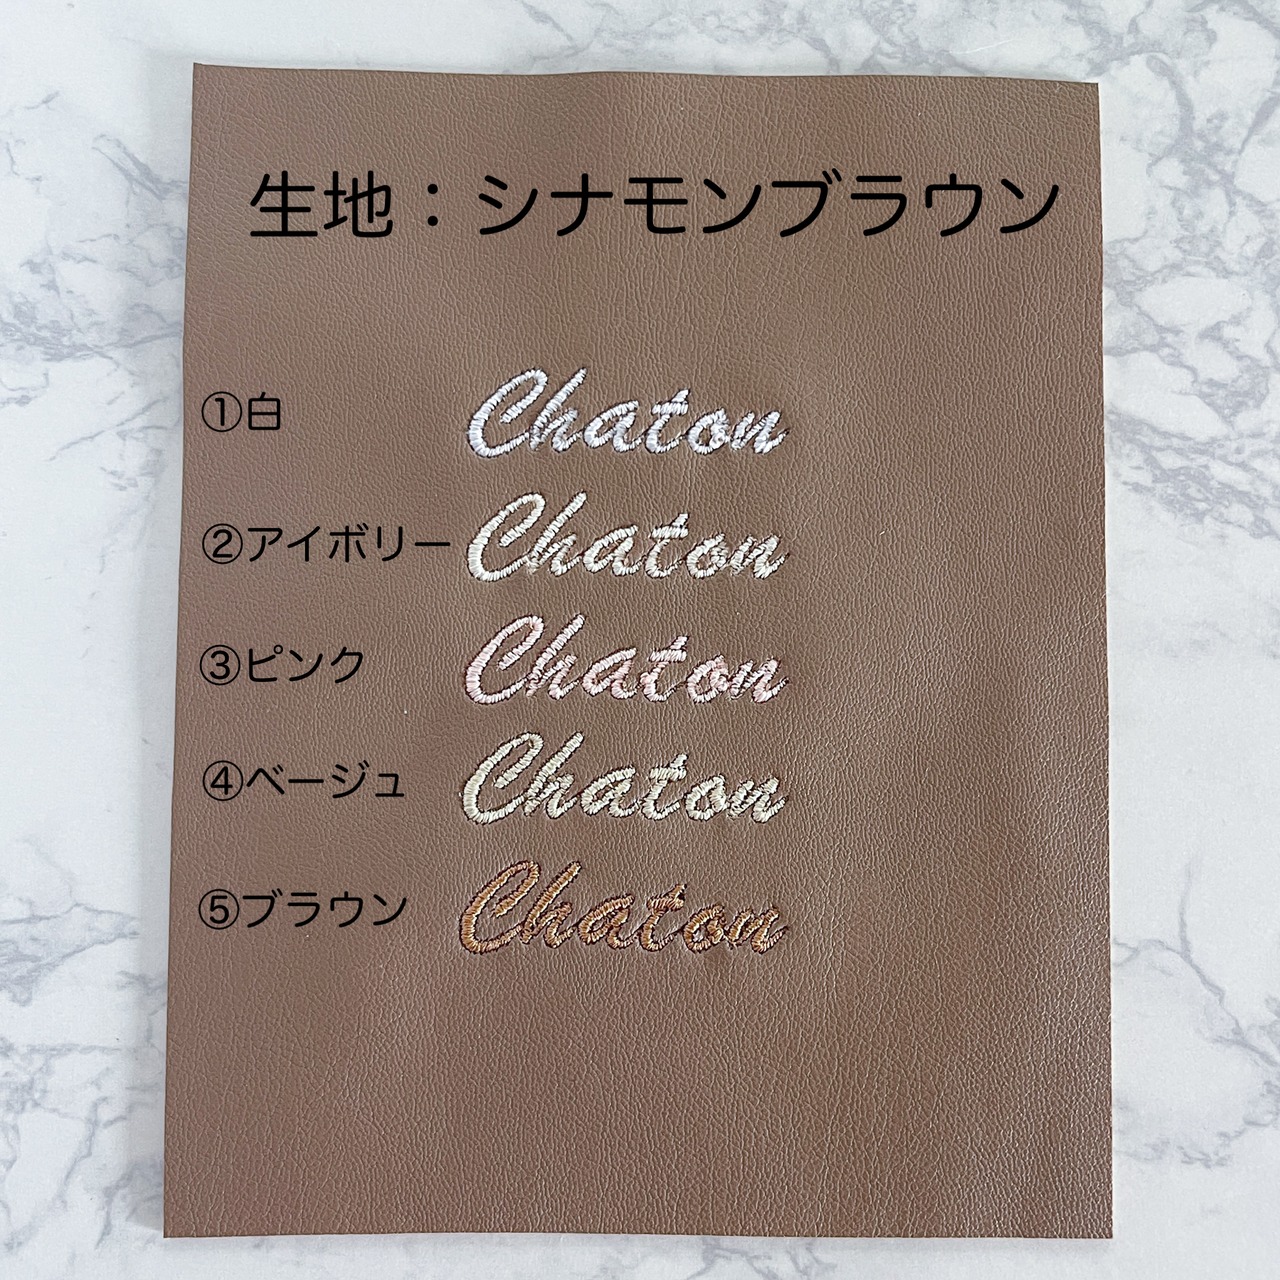 生地：シナモンブラウン
①白 Chaton
②アイボリー Chaton
③ピンク Chaton
④ベージュ Chaton
⑤ブラウン Chaton